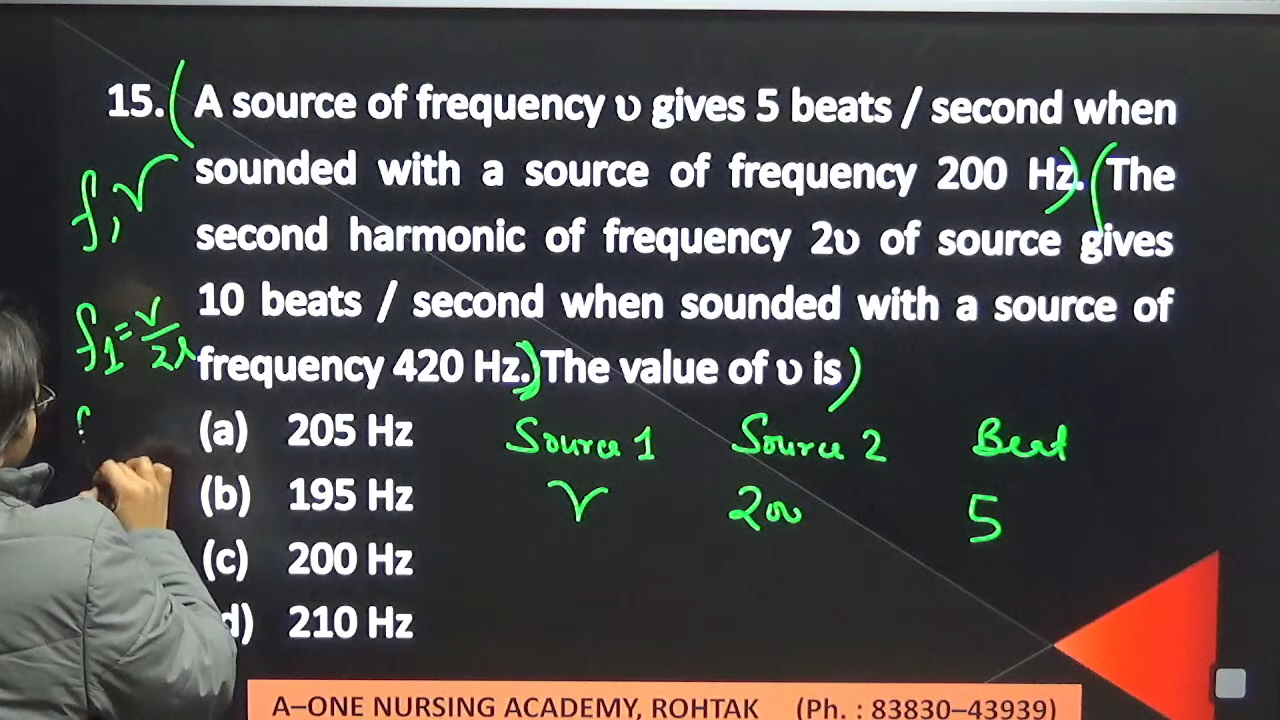 15. ( A source of frequency υ gives 5 beats / second when
sounded with a source of frequency 200 Hz). (The
second harmonic of frequency 2υ of source gives
10 beats / second when sounded with a source of
frequency 420 Hz.) The value of υ is)
(a) 205 Hz
(b) 195 Hz
(c) 200 Hz
d) 210 Hz
f, ν
f₁ = v/2l
Source 1 Source 2 Beat
ν 200 5
A–ONE NURSING ACADEMY, ROHTAK (Ph. : 83830–43939)